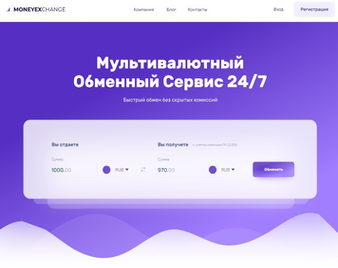 MONEYEXCHANGE
Компания Блог Контакты
Вход Регистрация
Мультивалютный
Обменный Сервис 24/7
Быстрый обмен без скрытых комиссий
Вы отдаете
Вы получите
Сумма
Сумма
1000.00 RUB
970.00 RUB
Обменять